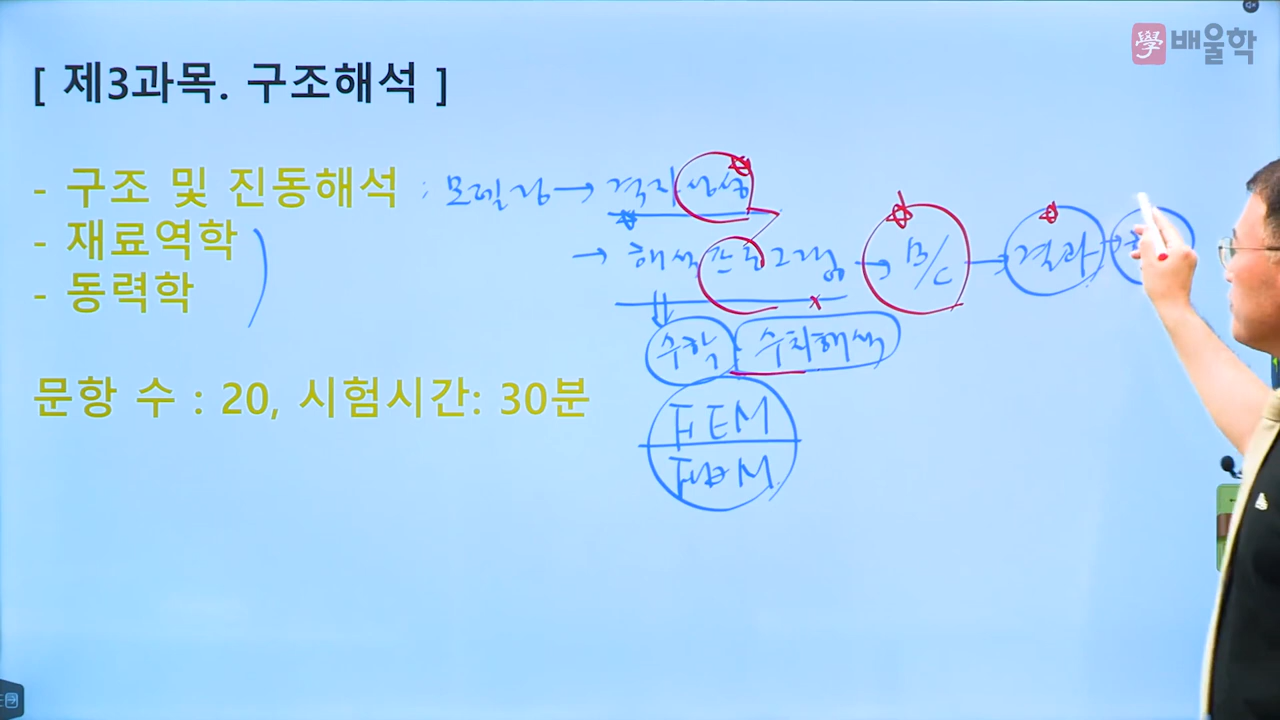 學 배울학
[ 제3과목. 구조해석 ]
- 구조 및 진동해석 : 모델링 → 격자생성
- 재료역학
→ 해석 프로그램 → B/C → 결과 →
- 동력학
수학 수치해석
문항 수 : 20, 시험시간: 30분
FEM